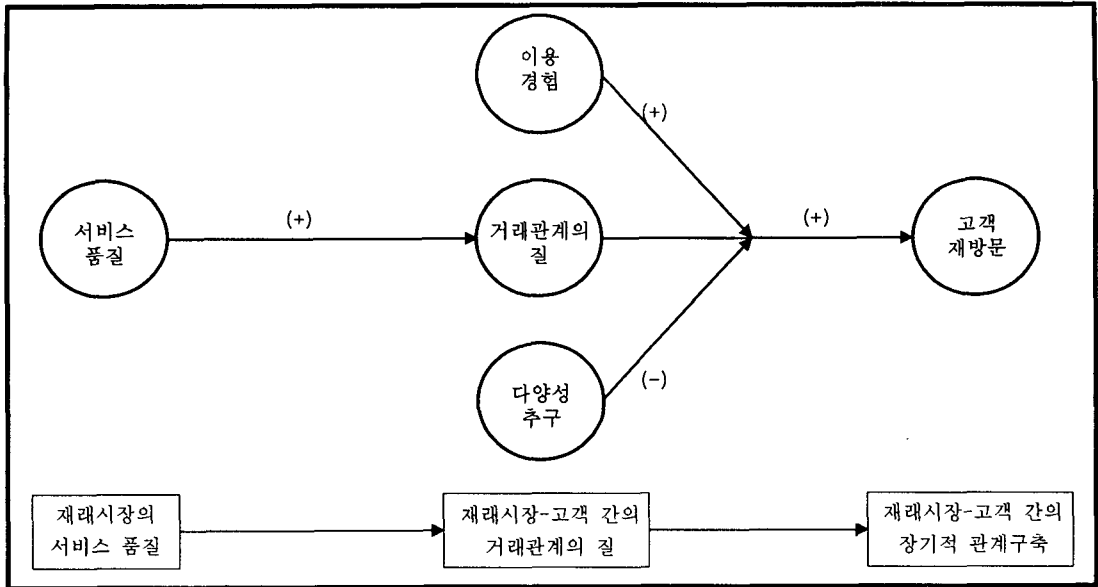 이용
경험
(+)
서비스
품질
(+)
거래관계의
질
(+)
고객
재방문
다양성
추구
(-)
재래시장의
서비스 품질
재래시장-고객 간의
거래관계의 질
재래시장-고객 간의
장기적 관계구축